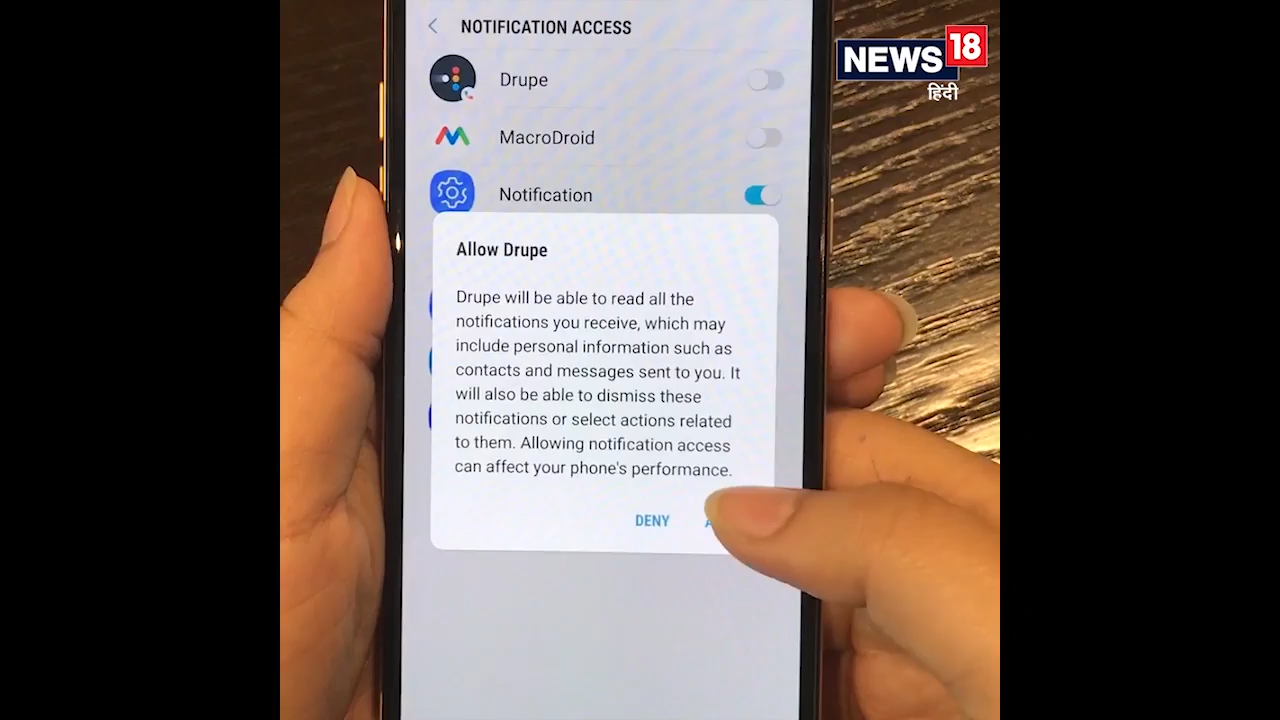 NOTIFICATION ACCESS
NEWS 18
हिंदी
Drupe
MacroDroid
Notification
Allow Drupe
Drupe will be able to read all the
notifications you receive, which may
include personal information such as
contacts and messages sent to you. It
will also be able to dismiss these
notifications or select actions related
to them. Allowing notification access
can affect your phone's performance.
DENY